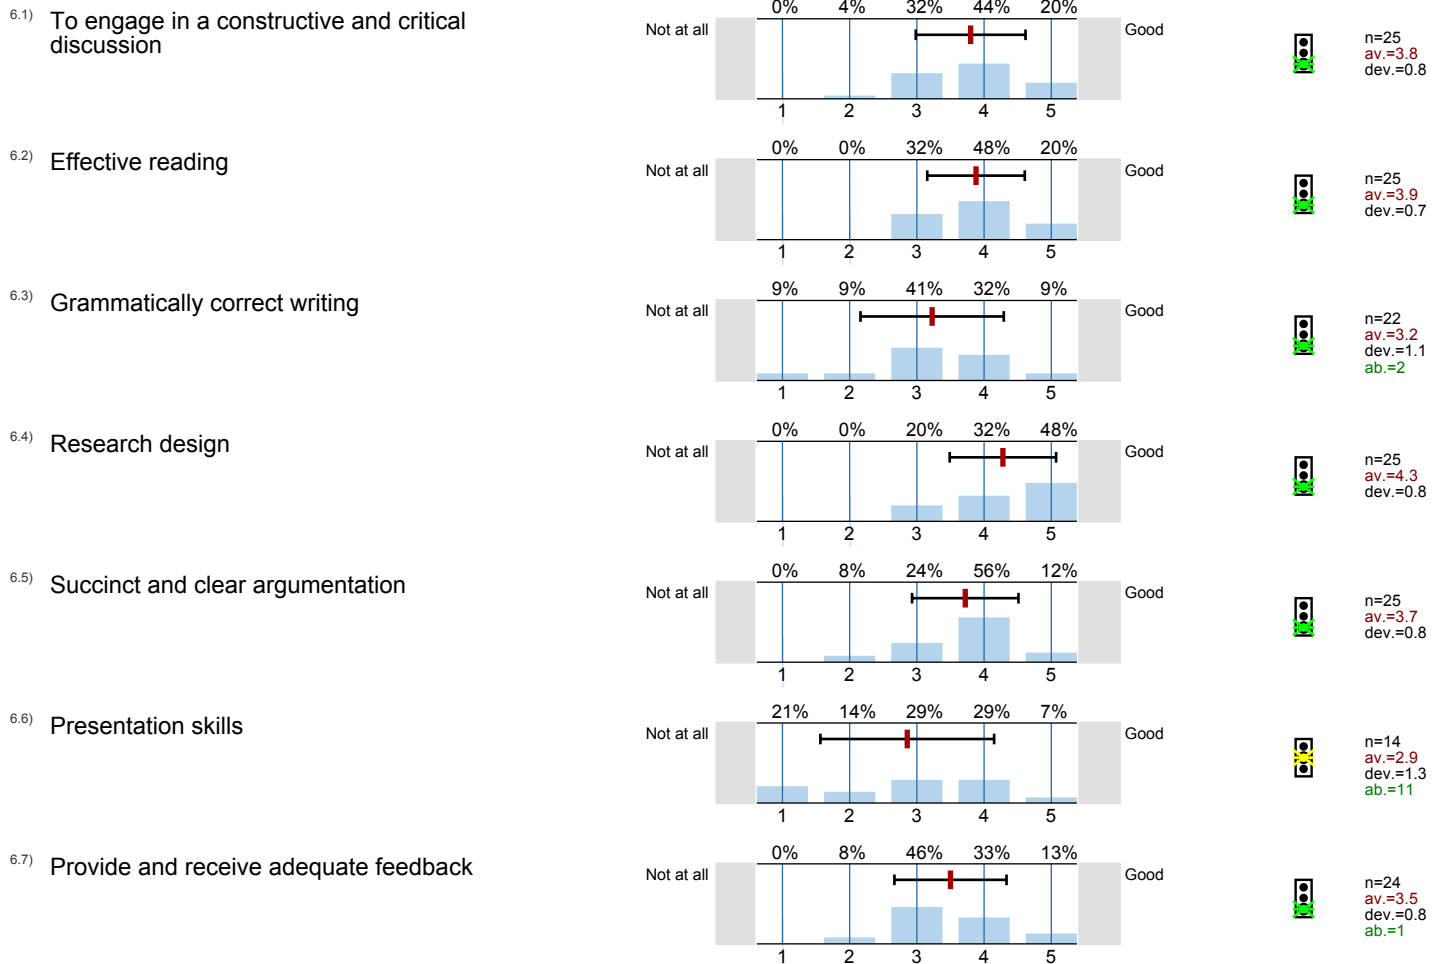 6.1) To engage in a constructive and critical
discussion
0% 4% 32% 44% 20%
Not at all Good
1 2 3 4 5
n=25
av.=3.8
dev.=0.8
6.2) Effective reading
0% 0% 32% 48% 20%
Not at all Good
1 2 3 4 5
n=25
av.=3.9
dev.=0.7
6.3) Grammatically correct writing
9% 9% 41% 32% 9%
Not at all Good
1 2 3 4 5
n=22
av.=3.2
dev.=1.1
ab.=2
6.4) Research design
0% 0% 20% 32% 48%
Not at all Good
1 2 3 4 5
n=25
av.=4.3
dev.=0.8
6.5) Succinct and clear argumentation
0% 8% 24% 56% 12%
Not at all Good
1 2 3 4 5
n=25
av.=3.7
dev.=0.8
6.6) Presentation skills
21% 14% 29% 29% 7%
Not at all Good
1 2 3 4 5
n=14
av.=2.9
dev.=1.3
ab.=11
6.7) Provide and receive adequate feedback
0% 8% 46% 33% 13%
Not at all Good
1 2 3 4 5
n=24
av.=3.5
dev.=0.8
ab.=1